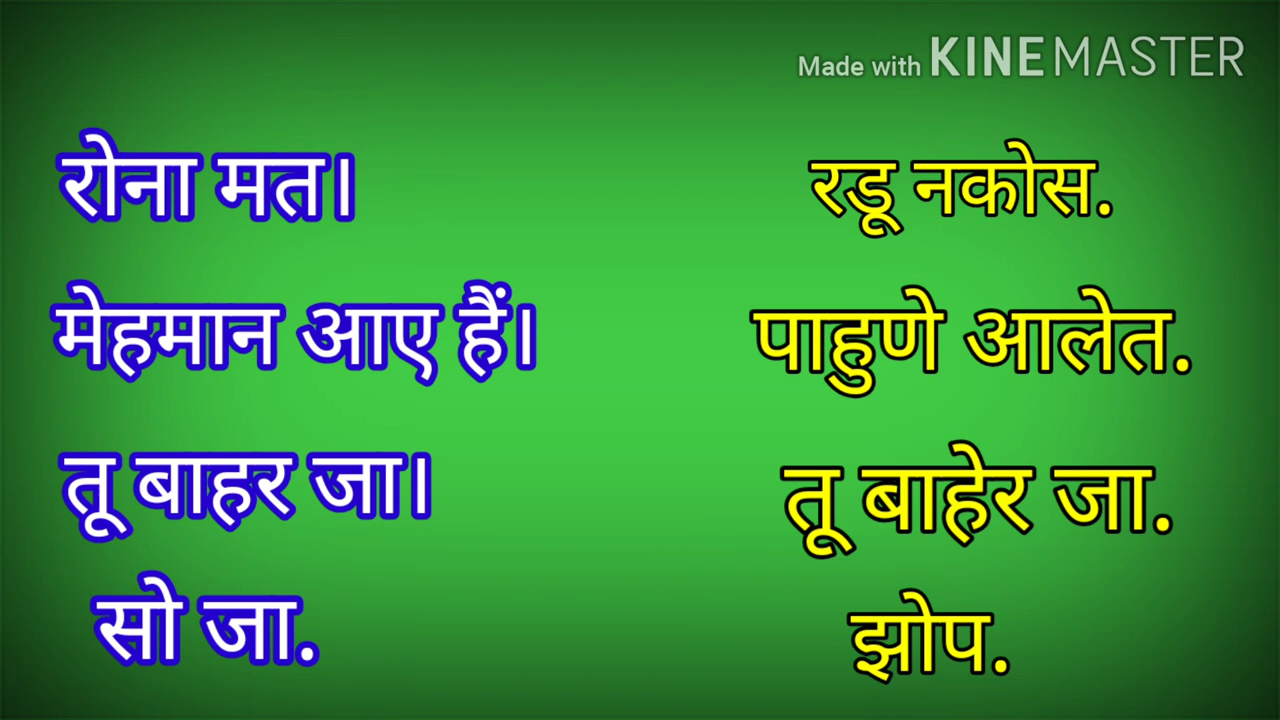 Made with KINEMASTER
रोना मत। रडू नकोस.
मेहमान आए हैं। पाहुणे आलेत.
तू बाहर जा। तू बाहेर जा.
सो जा. झोप.